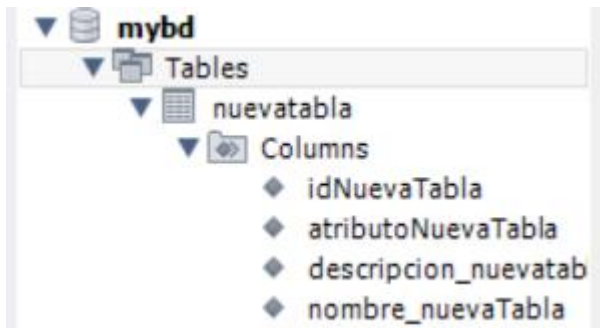 mybd
Tables
nuevatabla
Columns
idNuevaTabla
atributoNuevaTabla
descripcion_nuevatab
nombre_nuevaTabla